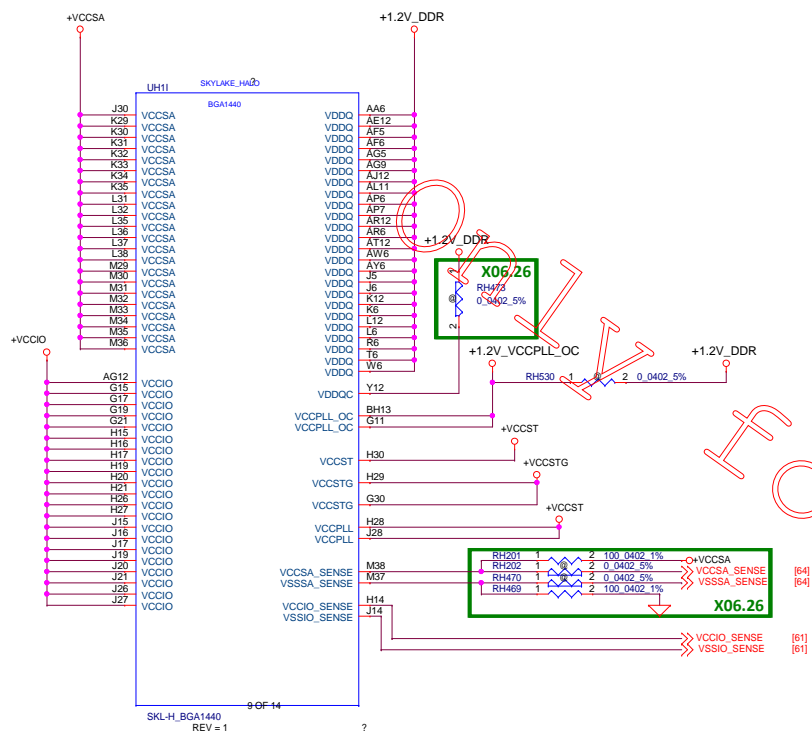 +VCCSA
+1.2V_DDR
UH1I
SKYLAKE_HALO
?
BGA1440
J30 VCCSA VDDQ AA6
K29 VCCSA VDDQ AE12
K30 VCCSA VDDQ AF5
K31 VCCSA VDDQ AF6
K32 VCCSA VDDQ AG5
K33 VCCSA VDDQ AG9
K34 VCCSA VDDQ AJ12
K35 VCCSA VDDQ AL11
L31 VCCSA VDDQ AP6
L32 VCCSA VDDQ AP7
L35 VCCSA VDDQ AR12
L36 VCCSA VDDQ AR6
L37 VCCSA VDDQ AT12
L38 VCCSA VDDQ AW6
M29 VCCSA VDDQ AY6
M30 VCCSA VDDQ J5
M31 VCCSA VDDQ J6
M32 VCCSA VDDQ K12
M33 VCCSA VDDQ K6
M34 VCCSA VDDQ L12
M35 VCCSA VDDQ L6
M36 VCCSA VDDQ R6
VDDQ T6
VDDQ W6
+1.2V_DDR
X06.26
1
RH473
@
0_0402_5%
2
+VCCIO
AG12 VCCIO
G15 VCCIO VDDQC Y12
G17 VCCIO
G19 VCCIO VCCPLL_OC BH13
G21 VCCIO VCCPLL_OC G11
H15 VCCIO
H16 VCCIO
H17 VCCIO VCCST H30
H19 VCCIO
H20 VCCIO VCCSTG H29
H21 VCCIO
H26 VCCIO VCCSTG G30
H27 VCCIO
J15 VCCIO VCCPLL H28
J16 VCCIO VCCPLL J28
J17 VCCIO
J19 VCCIO
J20 VCCIO VCCSA_SENSE M38
J21 VCCIO VSSSA_SENSE M37
J26 VCCIO
J27 VCCIO VCCIO_SENSE H14
VSSIO_SENSE J14
+1.2V_VCCPLL_OC
+1.2V_DDR
RH530 1 @ 2 0_0402_5%
+VCCST
+VCCSTG
+VCCST
RH201 1 2 100_0402_1% +VCCSA
RH202 1 @ 2 0_0402_5% VCCSA_SENSE [64]
RH470 1 @ 2 0_0402_5% VSSSA_SENSE [64]
RH469 1 2 100_0402_1%
X06.26
VCCIO_SENSE [61]
VSSIO_SENSE [61]
9 OF 14
SKL-H_BGA1440
REV = 1 ?
only
fo